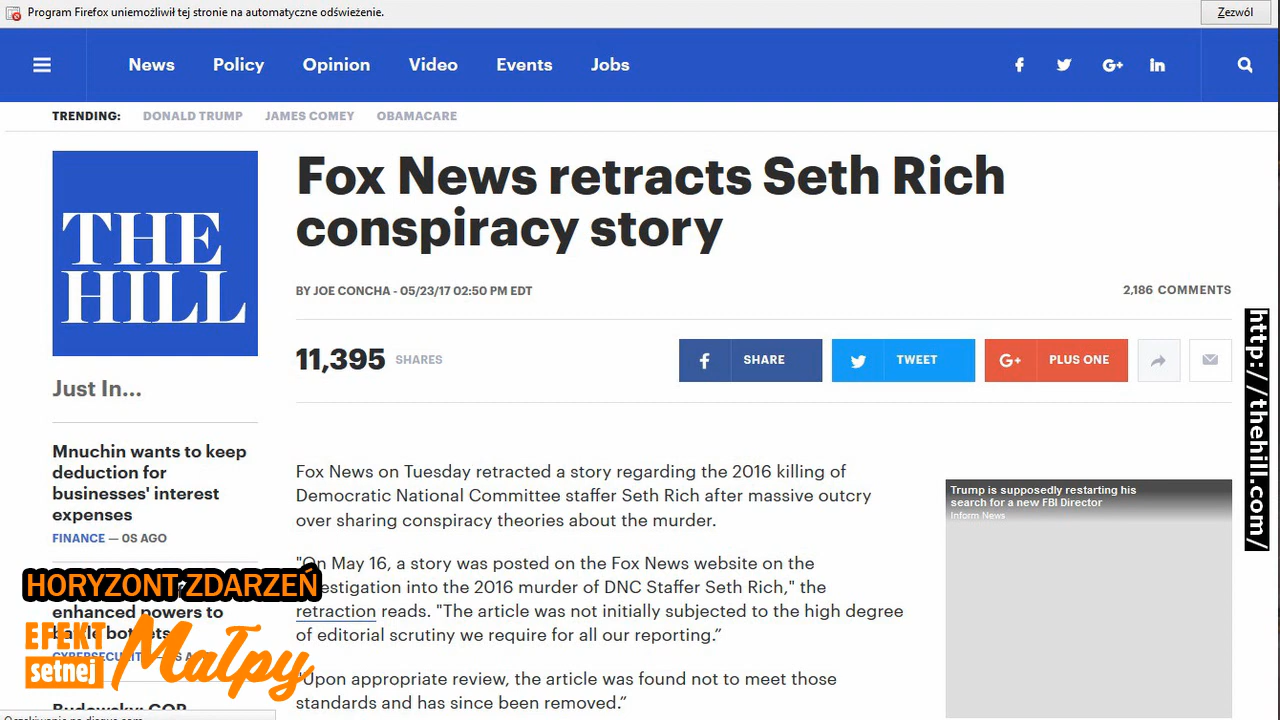 Program Firefox uniemożliwił tej stronie na automatyczne odświeżenie.
Zezwól
News Policy Opinion Video Events Jobs
TRENDING: DONALD TRUMP JAMES COMEY OBAMACARE
THE
HILL
Fox News retracts Seth Rich
conspiracy story
BY JOE CONCHA - 05/23/17 02:50 PM EDT
2,186 COMMENTS
11,395 SHARES
SHARE
TWEET
PLUS ONE
http://thehill.com/
Just In...
Mnuchin wants to keep
deduction for
businesses' interest
expenses
FINANCE — 0S AGO
enhanced powers to
Fox News on Tuesday retracted a story regarding the 2016 killing of
Democratic National Committee staffer Seth Rich after massive outcry
over sharing conspiracy theories about the murder.
"On May 16, a story was posted on the Fox News website on the
investigation into the 2016 murder of DNC Staffer Seth Rich," the
retraction reads. "The article was not initially subjected to the high degree
of editorial scrutiny we require for all our reporting.”
"Upon appropriate review, the article was found not to meet those
standards and has since been removed.“
Trump is supposedly restarting his
search for a new FBI Director
Inform News
HORYZONT ZDARZEŃ
EFEKT
setnej
Małpy